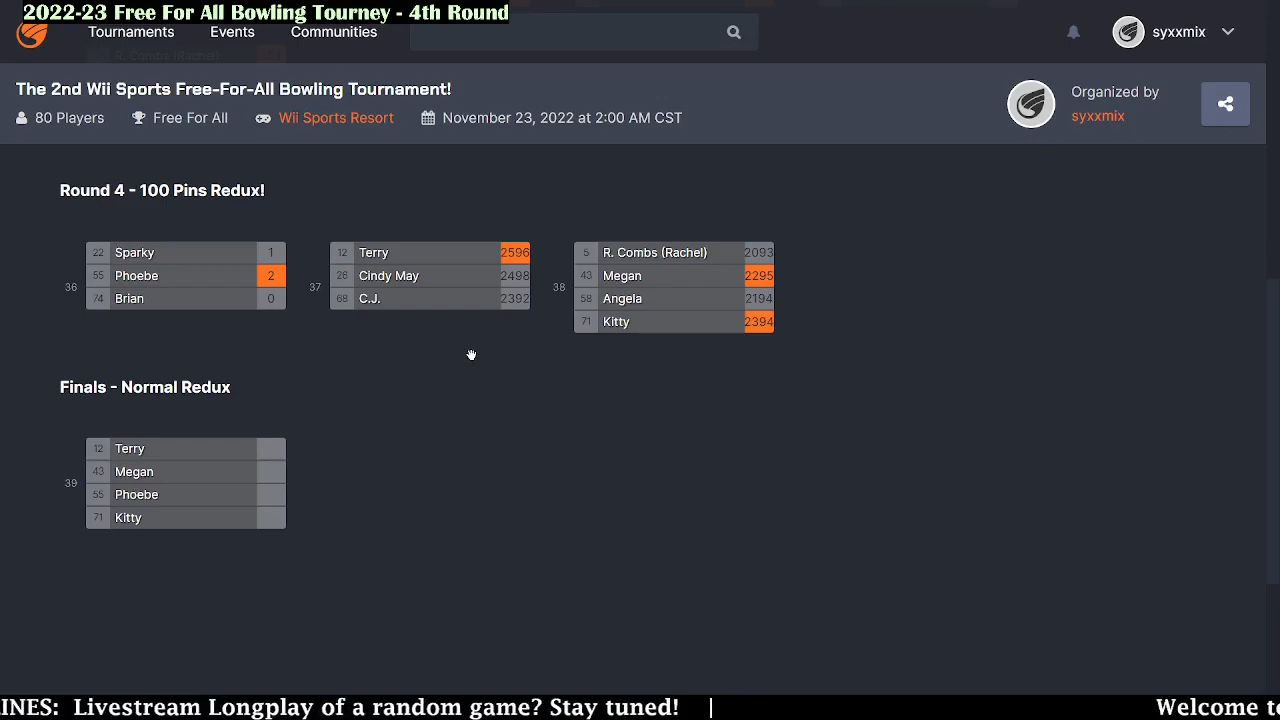 2022-23 Free For All Bowling Tourney - 4th Round
Tournaments Events Communities syxxmix
R. Combs (Rachel)
The 2nd Wii Sports Free-For-All Bowling Tournament!
80 Players Free For All Wii Sports Resort November 23, 2022 at 2:00 AM CST
Organized by
syxxmix
Round 4 - 100 Pins Redux!
36
22 Sparky 1
55 Phoebe 2
74 Brian 0
37
12 Terry 2596
26 Cindy May 2498
68 C.J. 2392
38
5 R. Combs (Rachel) 2093
43 Megan 2295
58 Angela 2194
71 Kitty 2394
Finals - Normal Redux
39
12 Terry
43 Megan
55 Phoebe
71 Kitty
INES: Livestream Longplay of a random game? Stay tuned! | Welcome to